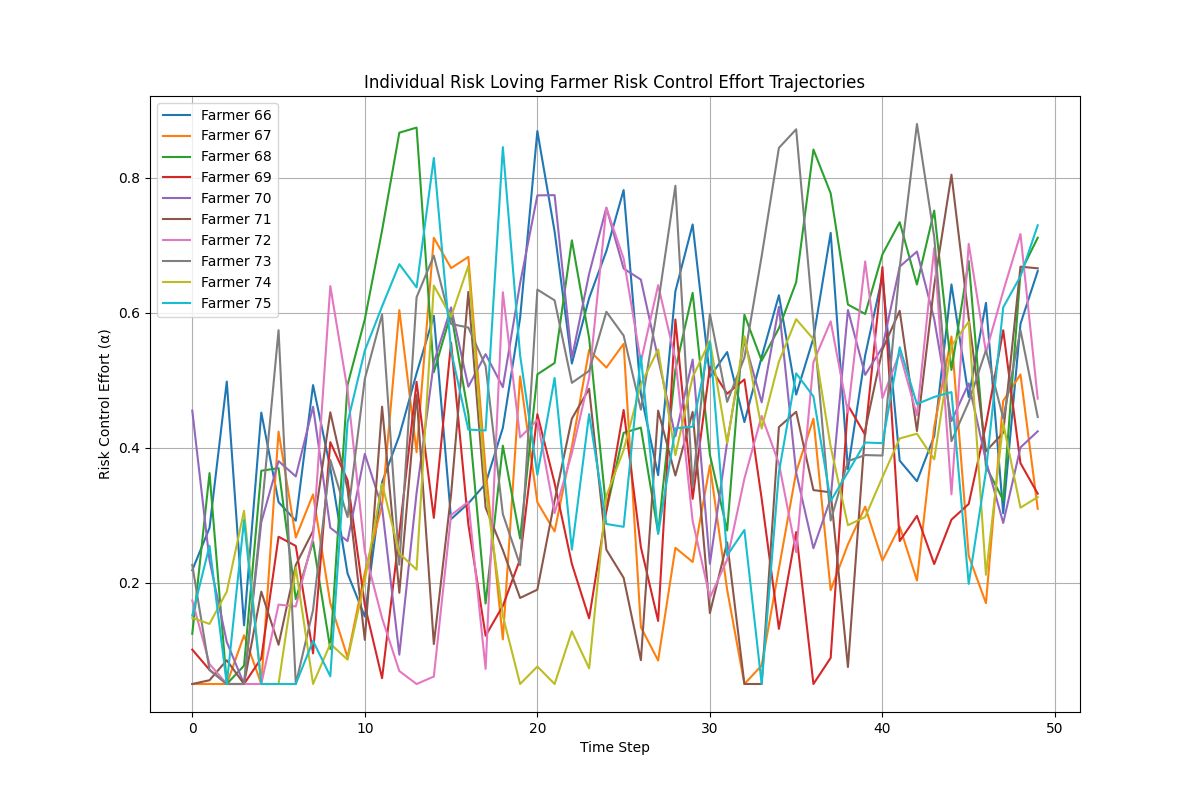 Individual Risk Loving Farmer Risk Control Effort Trajectories
Farmer 66
Farmer 67
Farmer 68
Farmer 69
Farmer 70
Farmer 71
Farmer 72
Farmer 73
Farmer 74
Farmer 75
Risk Control Effort (α)
0.8
0.6
0.4
0.2
0 10 20 30 40 50
Time Step